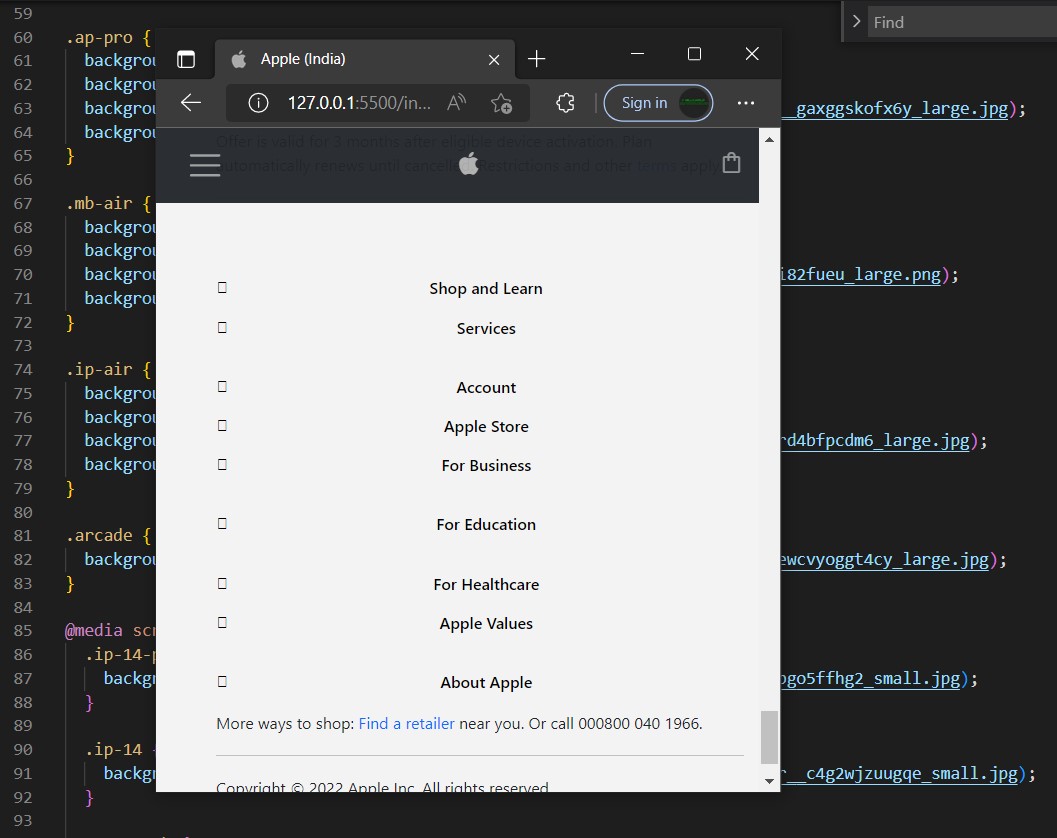 59
60 .ap-pro {
61 backgrou
62 backgrou
63 backgrou __gaxggskofx6y_large.jpg);
64 backgrou
65 }
66
67 .mb-air {
68 backgrou
69 backgrou
70 backgrou i82fueu_large.png);
71 backgrou
72 }
73
74 .ip-air {
75 backgrou
76 backgrou
77 backgrou rd4bfpcdm6_large.jpg);
78 backgrou
79 }
80
81 .arcade {
82 backgrou ewcvyoggt4cy_large.jpg);
83 }
84
85 @media scr
86 .ip-14-p
87 backgr ogo5ffhg2_small.jpg);
88 }
89
90 .ip-14
91 backgr r__c4g2wjzuugqe_small.jpg);
92 }
93
Find
Apple (India)
127.0.0.1:5500/in...
Sign in
Offer is valid for 3 months after eligible device activation. Plan
automatically renews until cancelled. Restrictions and other terms apply.
Shop and Learn
Services
Account
Apple Store
For Business
For Education
For Healthcare
Apple Values
About Apple
More ways to shop: Find a retailer near you. Or call 000800 040 1966.
Copyright © 2022 Apple Inc. All rights reserved.